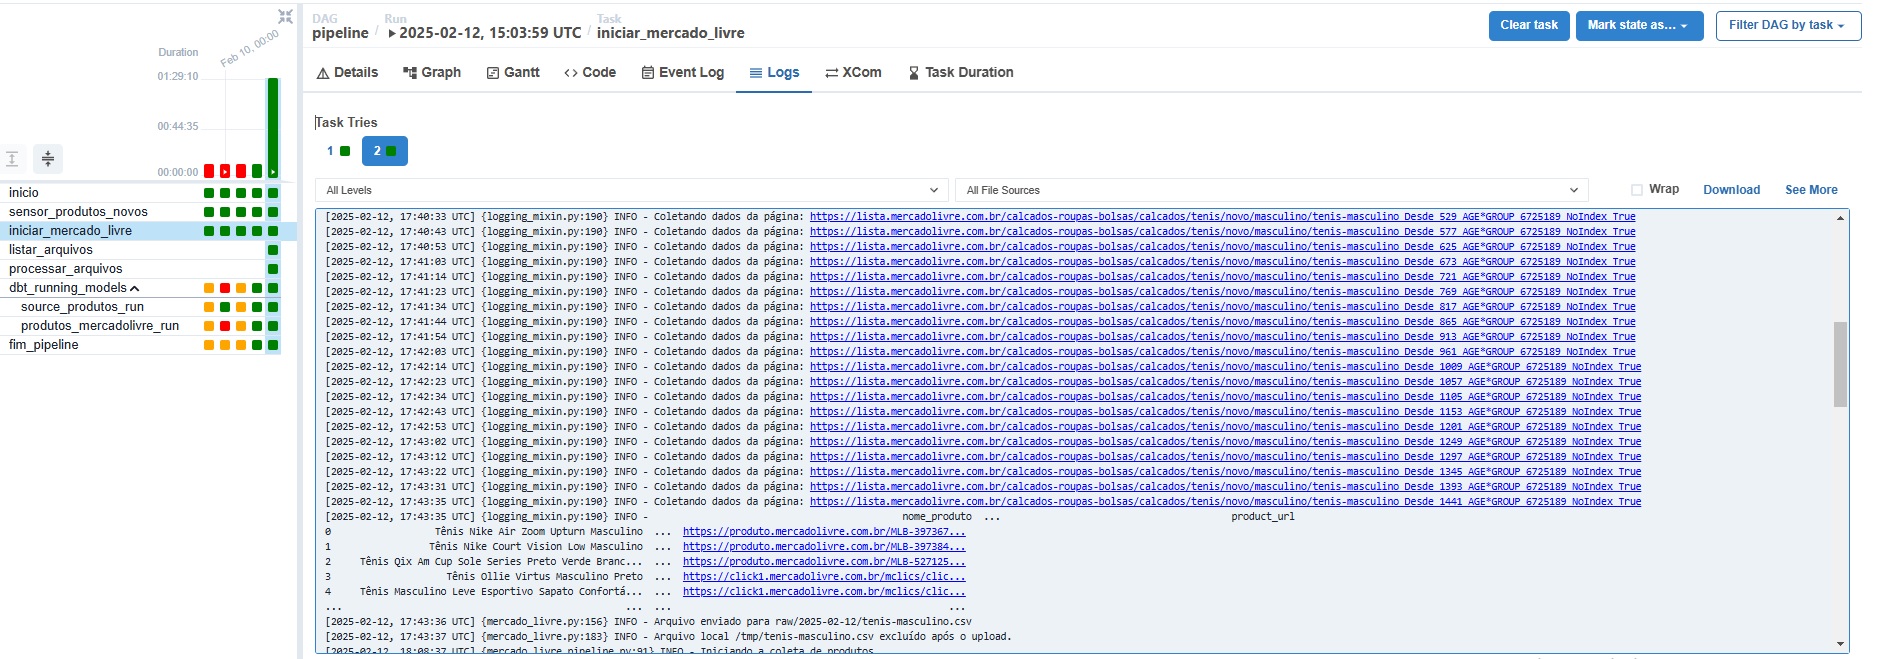 DAG
pipeline
/
Run
2025-02-12, 15:03:59 UTC
/
Task
iniciar_mercado_livre
Clear task
Mark state as...
Filter DAG by task
Duration
Feb 10, 00:00
01:29:10
00:44:35
00:00:00
inicio
sensor_produtos_novos
iniciar_mercado_livre
listar_arquivos
processar_arquivos
dbt_running_models
source_produtos_run
produtos_mercadolivre_run
fim_pipeline
Details
Graph
Gantt
Code
Event Log
Logs
XCom
Task Duration
Task Tries
1
2
All Levels
All File Sources
Wrap
Download
See More
[2025-02-12, 17:40:33 UTC] {logging_mixin.py:190} INFO - Coletando dados da página: https://lista.mercadolivre.com.br/calcados-roupas-bolsas/calcados/tenis/novo/masculino/tenis-masculino_Desde_529_AGE*GROUP_6725189_NoIndex_True
[2025-02-12, 17:40:43 UTC] {logging_mixin.py:190} INFO - Coletando dados da página: https://lista.mercadolivre.com.br/calcados-roupas-bolsas/calcados/tenis/novo/masculino/tenis-masculino_Desde_577_AGE*GROUP_6725189_NoIndex_True
[2025-02-12, 17:40:53 UTC] {logging_mixin.py:190} INFO - Coletando dados da página: https://lista.mercadolivre.com.br/calcados-roupas-bolsas/calcados/tenis/novo/masculino/tenis-masculino_Desde_625_AGE*GROUP_6725189_NoIndex_True
[2025-02-12, 17:41:03 UTC] {logging_mixin.py:190} INFO - Coletando dados da página: https://lista.mercadolivre.com.br/calcados-roupas-bolsas/calcados/tenis/novo/masculino/tenis-masculino_Desde_673_AGE*GROUP_6725189_NoIndex_True
[2025-02-12, 17:41:14 UTC] {logging_mixin.py:190} INFO - Coletando dados da página: https://lista.mercadolivre.com.br/calcados-roupas-bolsas/calcados/tenis/novo/masculino/tenis-masculino_Desde_721_AGE*GROUP_6725189_NoIndex_True
[2025-02-12, 17:41:23 UTC] {logging_mixin.py:190} INFO - Coletando dados da página: https://lista.mercadolivre.com.br/calcados-roupas-bolsas/calcados/tenis/novo/masculino/tenis-masculino_Desde_769_AGE*GROUP_6725189_NoIndex_True
[2025-02-12, 17:41:34 UTC] {logging_mixin.py:190} INFO - Coletando dados da página: https://lista.mercadolivre.com.br/calcados-roupas-bolsas/calcados/tenis/novo/masculino/tenis-masculino_Desde_817_AGE*GROUP_6725189_NoIndex_True
[2025-02-12, 17:41:44 UTC] {logging_mixin.py:190} INFO - Coletando dados da página: https://lista.mercadolivre.com.br/calcados-roupas-bolsas/calcados/tenis/novo/masculino/tenis-masculino_Desde_865_AGE*GROUP_6725189_NoIndex_True
[2025-02-12, 17:41:54 UTC] {logging_mixin.py:190} INFO - Coletando dados da página: https://lista.mercadolivre.com.br/calcados-roupas-bolsas/calcados/tenis/novo/masculino/tenis-masculino_Desde_913_AGE*GROUP_6725189_NoIndex_True
[2025-02-12, 17:42:03 UTC] {logging_mixin.py:190} INFO - Coletando dados da página: https://lista.mercadolivre.com.br/calcados-roupas-bolsas/calcados/tenis/novo/masculino/tenis-masculino_Desde_961_AGE*GROUP_6725189_NoIndex_True
[2025-02-12, 17:42:14 UTC] {logging_mixin.py:190} INFO - Coletando dados da página: https://lista.mercadolivre.com.br/calcados-roupas-bolsas/calcados/tenis/novo/masculino/tenis-masculino_Desde_1009_AGE*GROUP_6725189_NoIndex_True
[2025-02-12, 17:42:23 UTC] {logging_mixin.py:190} INFO - Coletando dados da página: https://lista.mercadolivre.com.br/calcados-roupas-bolsas/calcados/tenis/novo/masculino/tenis-masculino_Desde_1057_AGE*GROUP_6725189_NoIndex_True
[2025-02-12, 17:42:34 UTC] {logging_mixin.py:190} INFO - Coletando dados da página: https://lista.mercadolivre.com.br/calcados-roupas-bolsas/calcados/tenis/novo/masculino/tenis-masculino_Desde_1105_AGE*GROUP_6725189_NoIndex_True
[2025-02-12, 17:42:43 UTC] {logging_mixin.py:190} INFO - Coletando dados da página: https://lista.mercadolivre.com.br/calcados-roupas-bolsas/calcados/tenis/novo/masculino/tenis-masculino_Desde_1153_AGE*GROUP_6725189_NoIndex_True
[2025-02-12, 17:42:53 UTC] {logging_mixin.py:190} INFO - Coletando dados da página: https://lista.mercadolivre.com.br/calcados-roupas-bolsas/calcados/tenis/novo/masculino/tenis-masculino_Desde_1201_AGE*GROUP_6725189_NoIndex_True
[2025-02-12, 17:43:02 UTC] {logging_mixin.py:190} INFO - Coletando dados da página: https://lista.mercadolivre.com.br/calcados-roupas-bolsas/calcados/tenis/novo/masculino/tenis-masculino_Desde_1249_AGE*GROUP_6725189_NoIndex_True
[2025-02-12, 17:43:12 UTC] {logging_mixin.py:190} INFO - Coletando dados da página: https://lista.mercadolivre.com.br/calcados-roupas-bolsas/calcados/tenis/novo/masculino/tenis-masculino_Desde_1297_AGE*GROUP_6725189_NoIndex_True
[2025-02-12, 17:43:22 UTC] {logging_mixin.py:190} INFO - Coletando dados da página: https://lista.mercadolivre.com.br/calcados-roupas-bolsas/calcados/tenis/novo/masculino/tenis-masculino_Desde_1345_AGE*GROUP_6725189_NoIndex_True
[2025-02-12, 17:43:31 UTC] {logging_mixin.py:190} INFO - Coletando dados da página: https://lista.mercadolivre.com.br/calcados-roupas-bolsas/calcados/tenis/novo/masculino/tenis-masculino_Desde_1393_AGE*GROUP_6725189_NoIndex_True
[2025-02-12, 17:43:35 UTC] {logging_mixin.py:190} INFO - Coletando dados da página: https://lista.mercadolivre.com.br/calcados-roupas-bolsas/calcados/tenis/novo/masculino/tenis-masculino_Desde_1441_AGE*GROUP_6725189_NoIndex_True
[2025-02-12, 17:43:35 UTC] {logging_mixin.py:190} INFO - nome_produto ... product_url
0 Tênis Nike Air Zoom Upturn Masculino ... https://produto.mercadolivre.com.br/MLB-397367...
1 Tênis Nike Court Vision Low Masculino ... https://produto.mercadolivre.com.br/MLB-397384...
2 Tênis Qix Am Cup Sole Series Preto Verde Branc... ... https://produto.mercadolivre.com.br/MLB-527125...
3 Tênis Ollie Virtus Masculino Preto ... https://click1.mercadolivre.com.br/mclics/clic...
4 Tênis Masculino Leve Esportivo Sapato Confortá... ... https://click1.mercadolivre.com.br/mclics/clic...
... ... ... ...
[2025-02-12, 17:43:36 UTC] {mercado_livre.py:156} INFO - Arquivo enviado para raw/2025-02-12/tenis-masculino.csv
[2025-02-12, 17:43:37 UTC] {mercado_livre.py:183} INFO - Arquivo local /tmp/tenis-masculino.csv excluído após o upload.
[2025-02-12, 18:08:37 UTC] {mercado_livre_pipeline.py:91} INFO - Iniciando a coleta de produtos